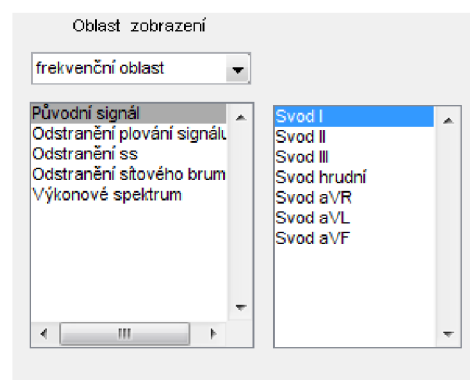 Oblast zobrazení
frekvenční oblast
Původní signál
Odstranění plování signálu
Odstranění ss
Odstranění síťového brum
Výkonové spektrum
Svod I
Svod II
Svod III
Svod hrudní
Svod aVR
Svod aVL
Svod aVF